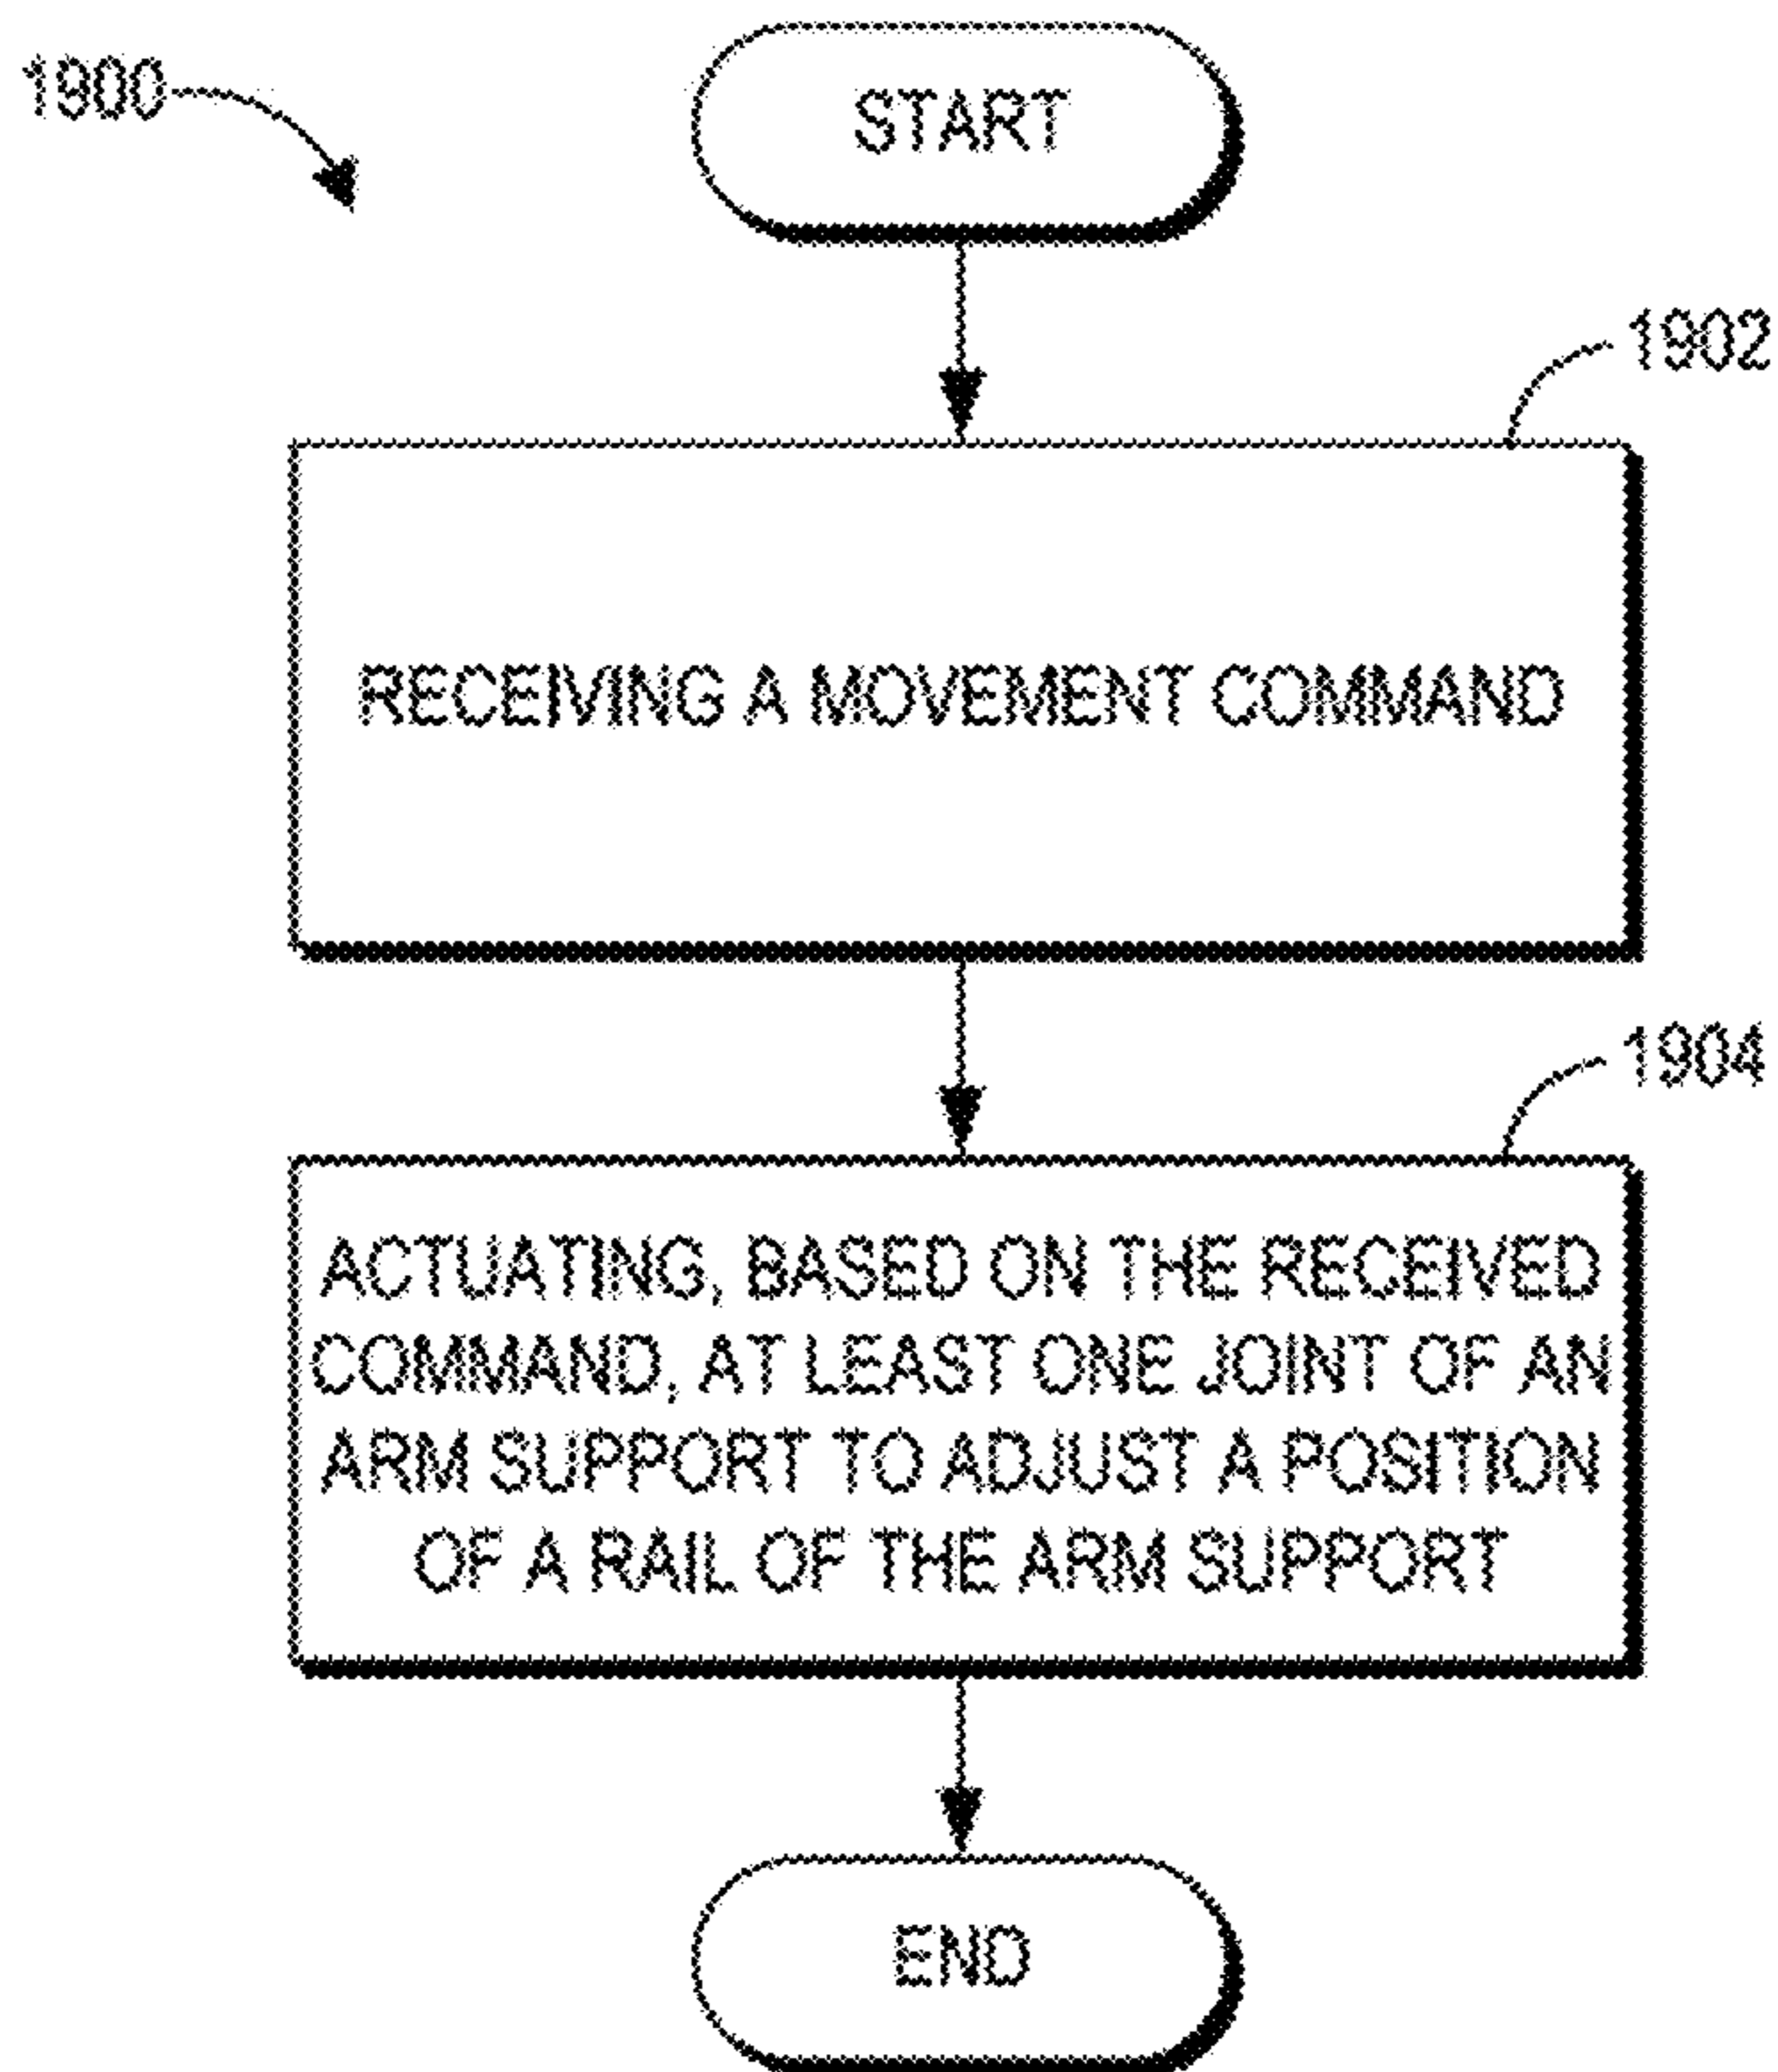 1900
START
1902
RECEIVING A MOVEMENT COMMAND
1904
ACTUATING, BASED ON THE RECEIVED
COMMAND, AT LEAST ONE JOINT OF AN
ARM SUPPORT TO ADJUST A POSITION
OF A RAIL OF THE ARM SUPPORT
END